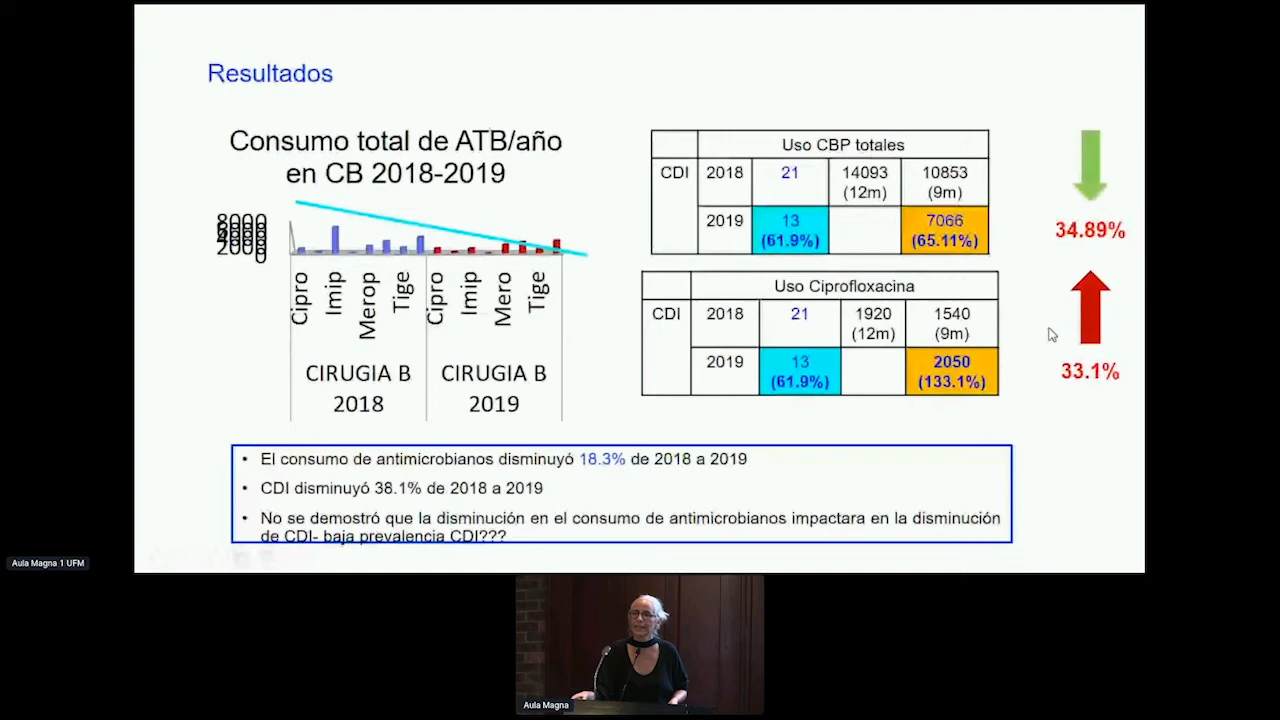 Resultados
Consumo total de ATB/año
en CB 2018-2019
8000
2000
0
Cipro
Imip
Merop
Tige
Cipro
Imip
Mero
Tige
CIRUGIA B
2018
CIRUGIA B
2019
Uso CBP totales
CDI 2018 21 14093 10853
(12m) (9m)
2019 13 7066
(61.9%) (65.11%)
34.89%
Uso Ciprofloxacina
CDI 2018 21 1920 1540
(12m) (9m)
2019 13 2050
(61.9%) (133.1%)
33.1%
• El consumo de antimicrobianos disminuyó 18.3% de 2018 a 2019
• CDI disminuyó 38.1% de 2018 a 2019
• No se demostró que la disminución en el consumo de antimicrobianos impactara en la disminución
de CDI- baja prevalencia CDI???
Aula Magna 1 UFM
Aula Magna